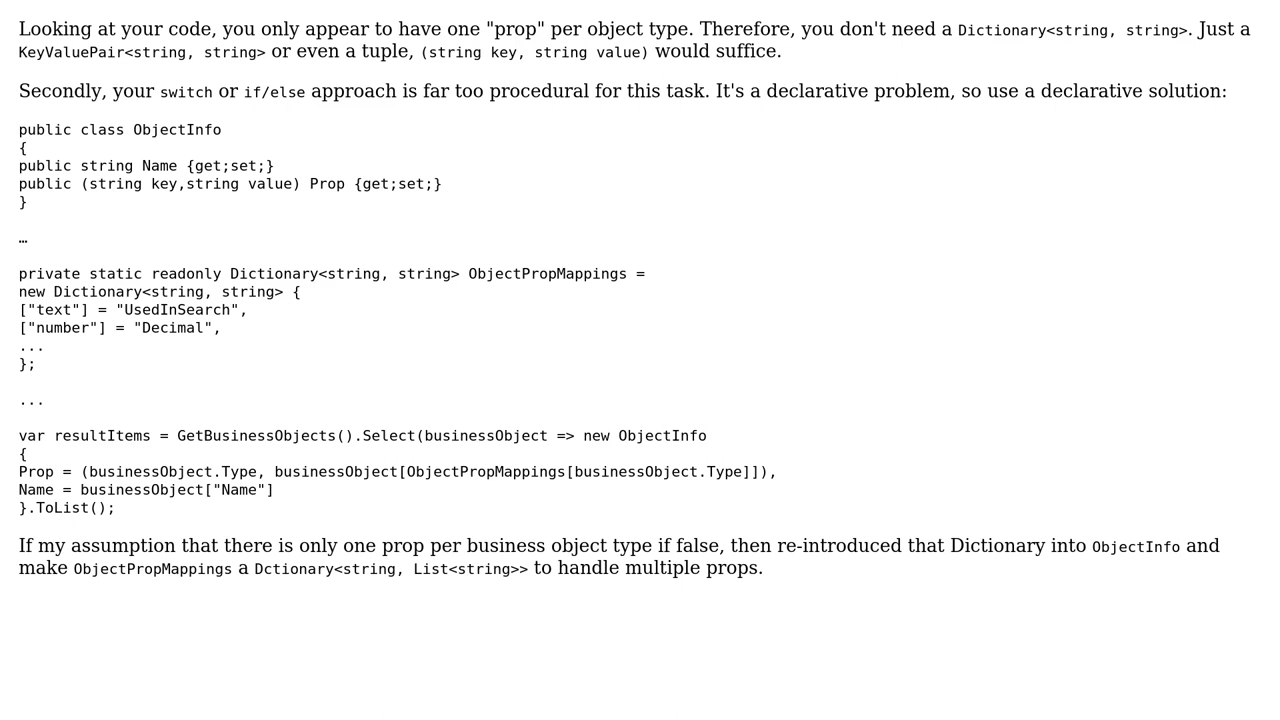 Looking at your code, you only appear to have one "prop" per object type. Therefore, you don't need a Dictionary<string, string>. Just a
KeyValuePair<string, string> or even a tuple, (string key, string value) would suffice.
Secondly, your switch or if/else approach is far too procedural for this task. It's a declarative problem, so use a declarative solution:
public class ObjectInfo
{
public string Name {get;set;}
public (string key,string value) Prop {get;set;}
}
…
private static readonly Dictionary<string, string> ObjectPropMappings =
new Dictionary<string, string> {
["text"] = "UsedInSearch",
["number"] = "Decimal",
...
};
...
var resultItems = GetBusinessObjects().Select(businessObject => new ObjectInfo
{
Prop = (businessObject.Type, businessObject[ObjectPropMappings[businessObject.Type]]),
Name = businessObject["Name"]
}.ToList();
If my assumption that there is only one prop per business object type if false, then re-introduced that Dictionary into ObjectInfo and
make ObjectPropMappings a Dctionary<string, List<string>> to handle multiple props.